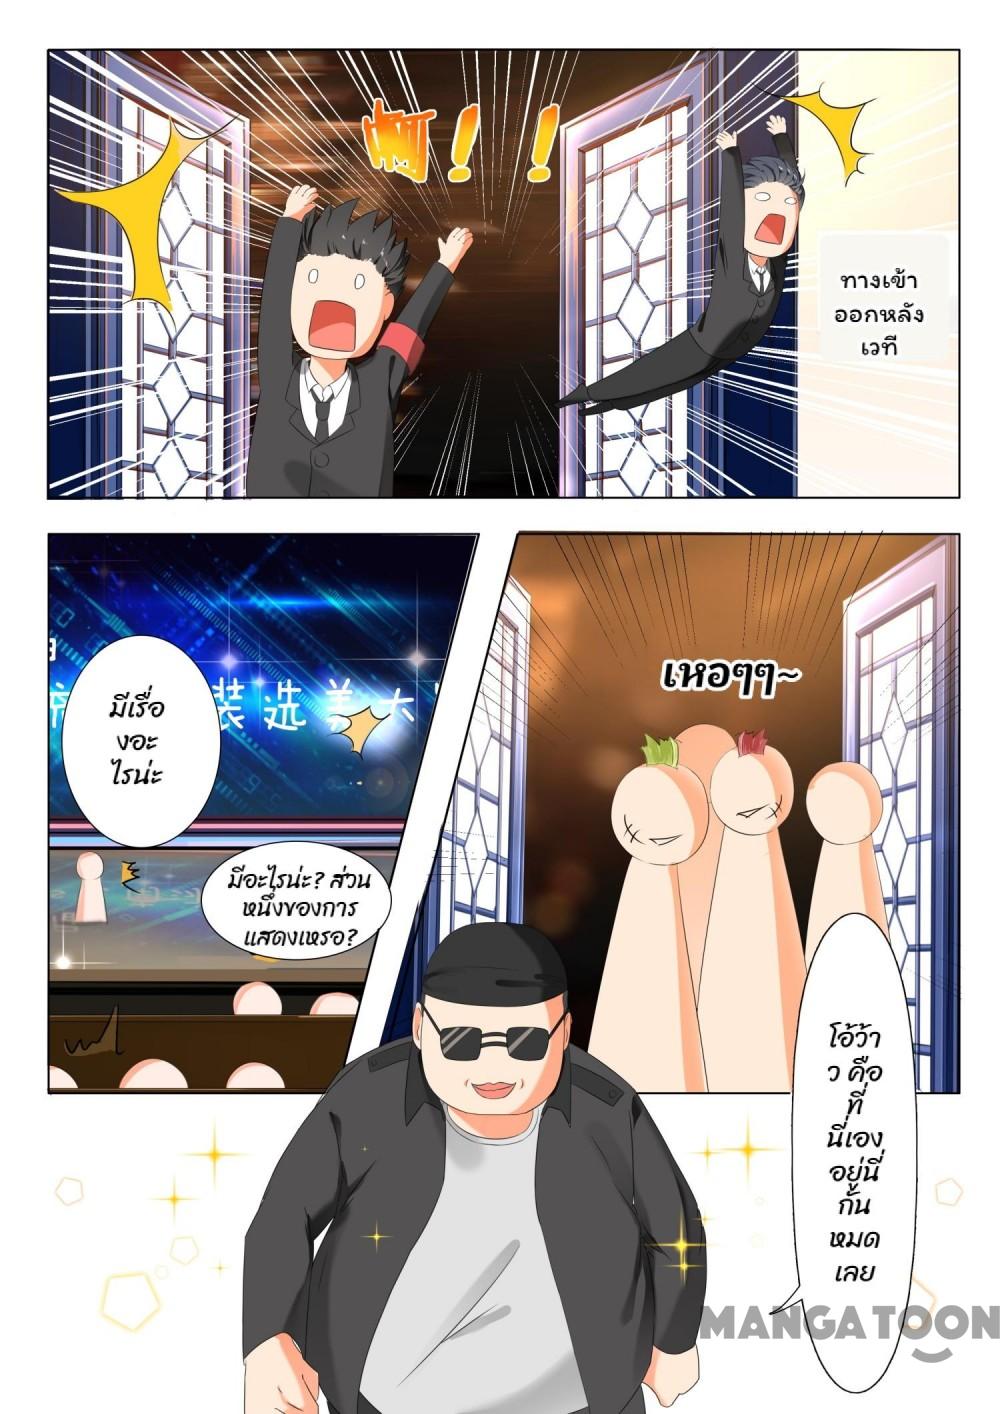 ทางเข้า
ออกหลัง
เวที
มีเรื่อ
งอะ
ไรน่ะ
装选美大
มีอะไรน่ะ? ส่วน
หนึ่งของการ
แสดงเหรอ?
เหอๆๆ~
โอ้ว้า
ว คือ
ที่
นี่เอง
อยู่นี่
กัน
หมด
เลย
MANGATOON